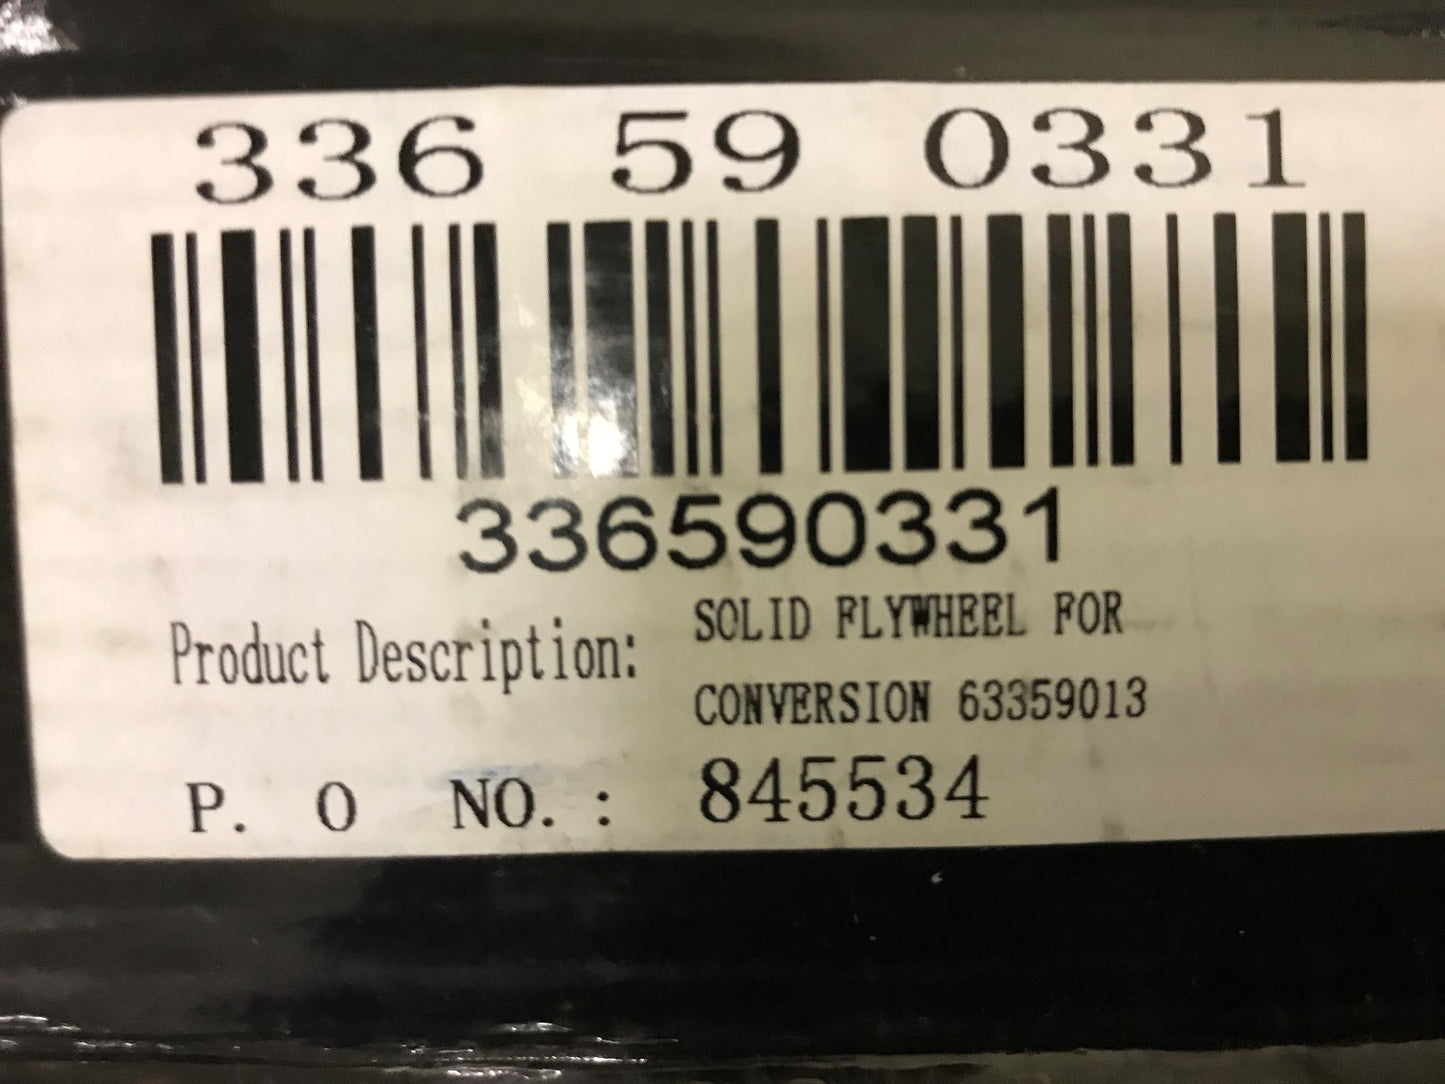 336 59 0331
336590331
Product Description: SOLID FLYWHEEL FOR
CONVERSION 63359013
P. O NO. : 845534